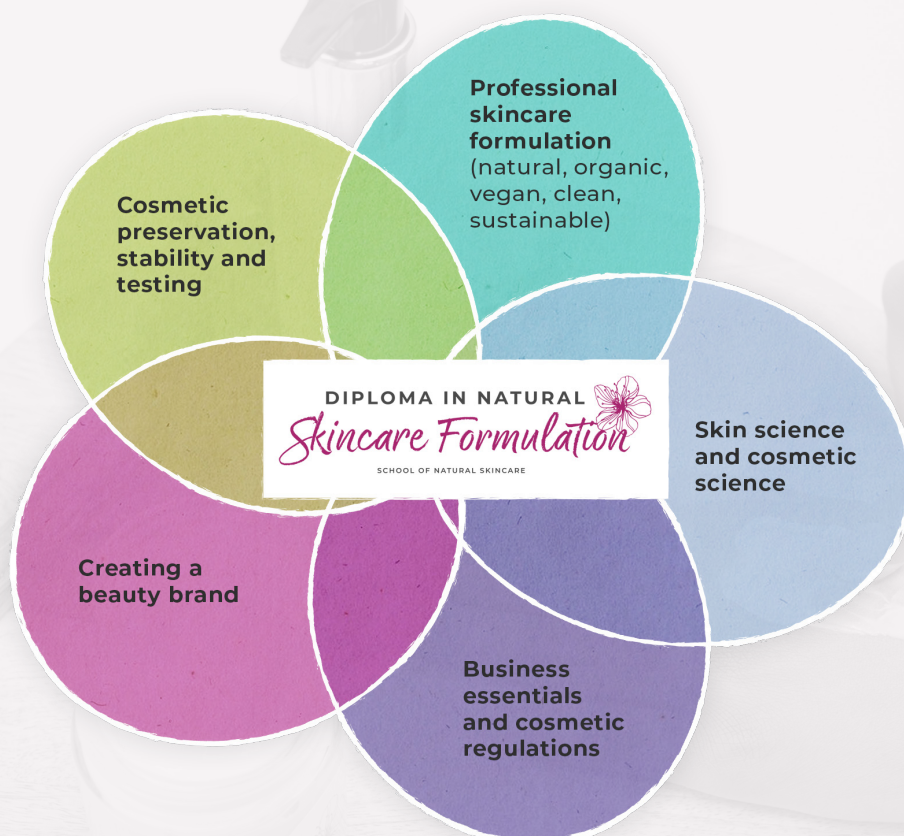 Professional
skincare
formulation
(natural, organic,
vegan, clean,
sustainable)
Cosmetic
preservation,
stability and
testing
DIPLOMA IN NATURAL
Skincare Formulation
SCHOOL OF NATURAL SKINCARE
Skin science
and cosmetic
science
Creating a
beauty brand
Business
essentials
and cosmetic
regulations